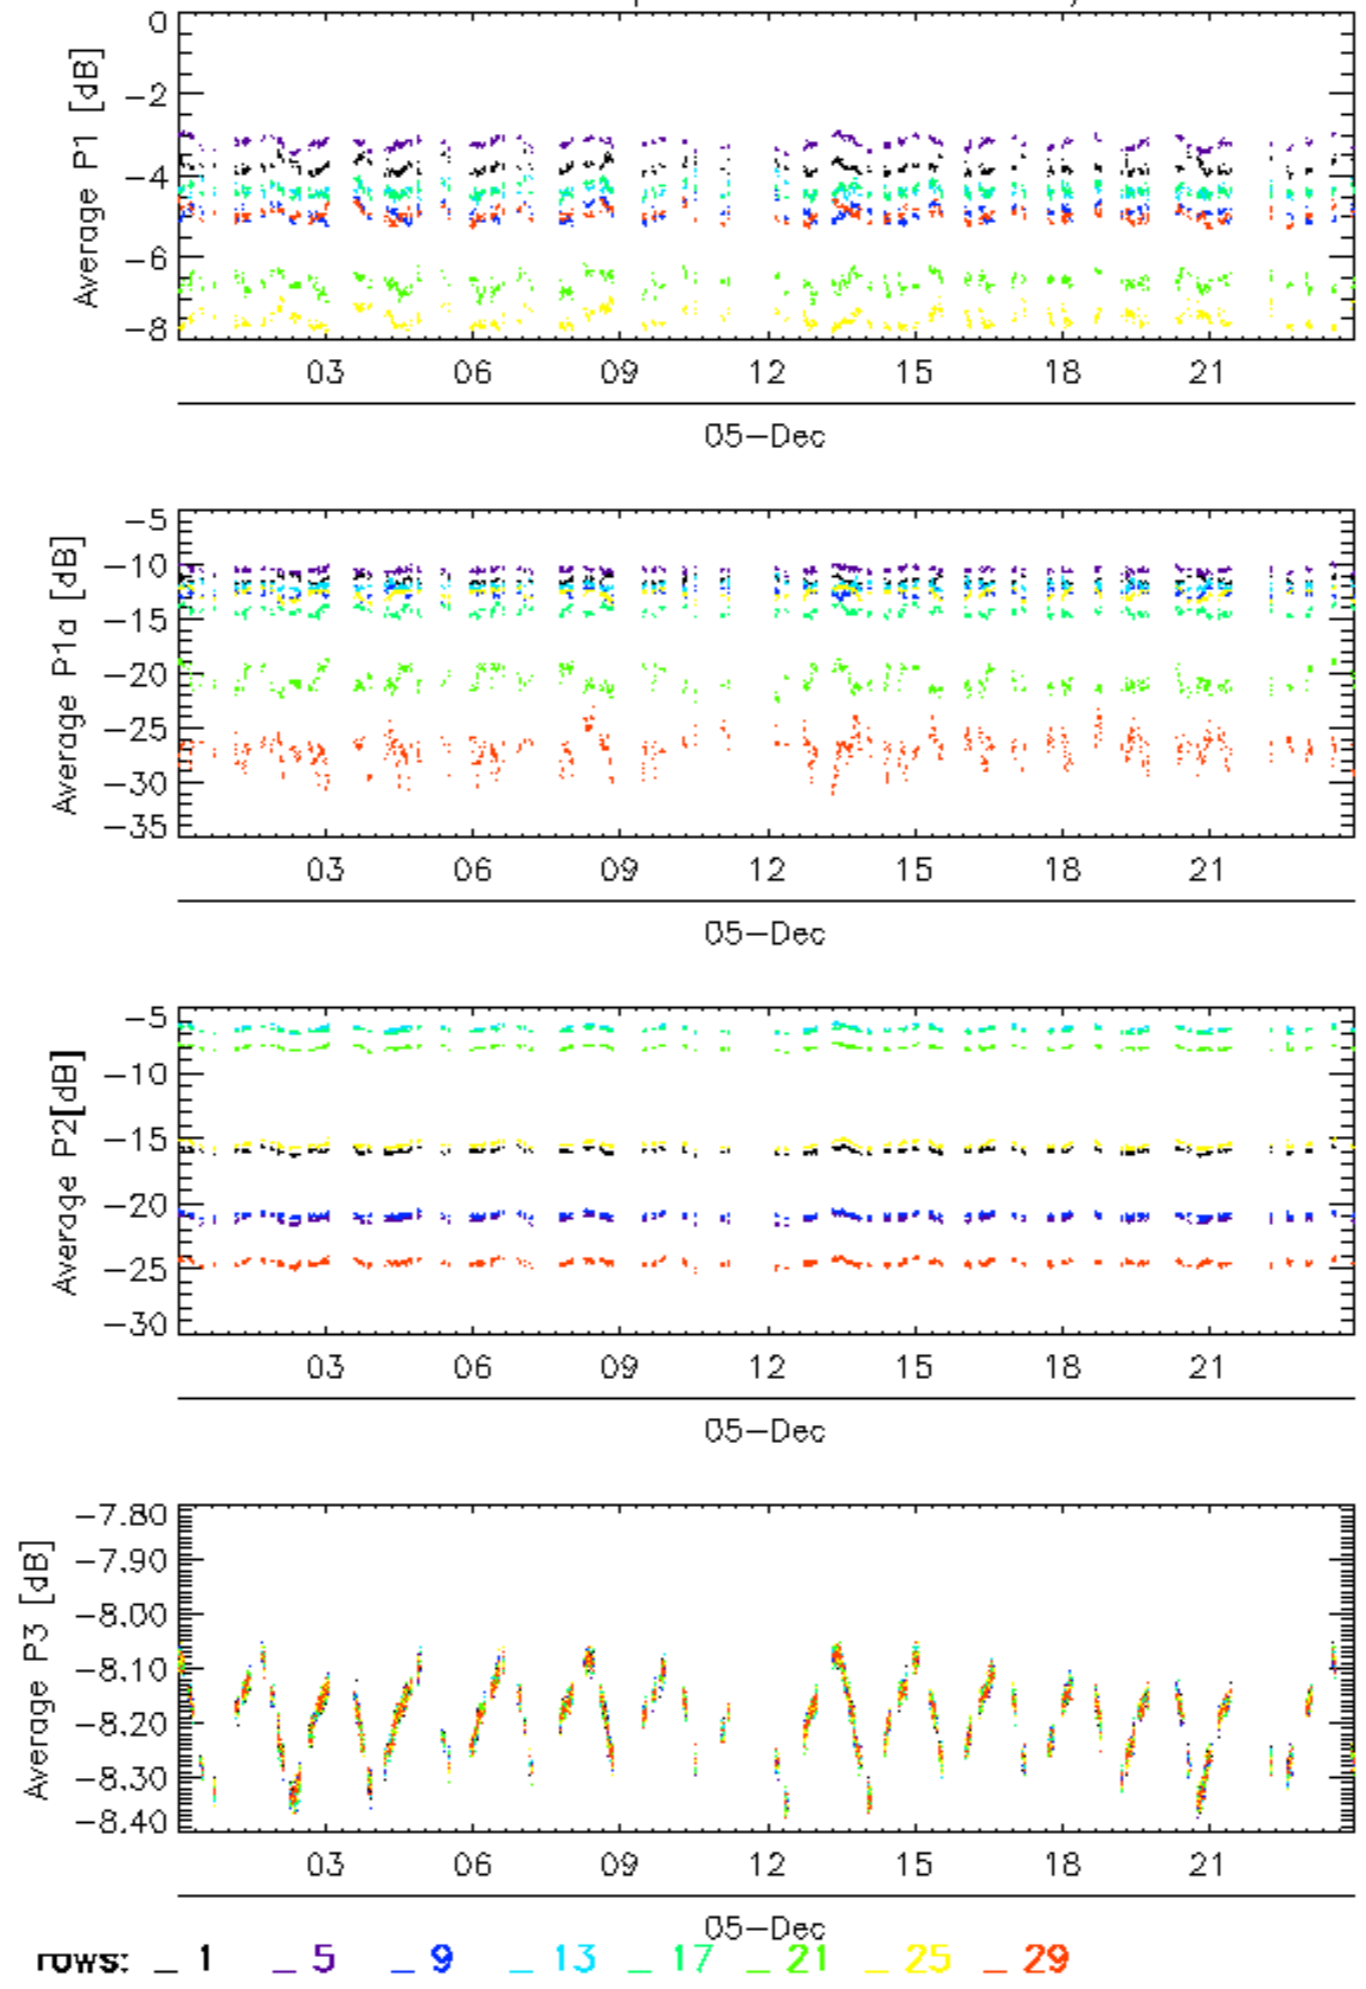 0
-2
-4
-6
-8
Average P1 [dB]
03 06 09 12 15 18 21
05-Dec
-5
-10
-15
-20
-25
-30
-35
Average P1a [dB]
03 06 09 12 15 18 21
05-Dec
-5
-10
-15
-20
-25
-30
Average P2[dB]
03 06 09 12 15 18 21
05-Dec
-7.80
-7.90
-8.00
-8.10
-8.20
-8.30
-8.40
Average P3 [dB]
03 06 09 12 15 18 21
05-Dec
rows: _ 1 _ 5 _ 9 _ 13 _ 17 _ 21 _ 25 _ 29